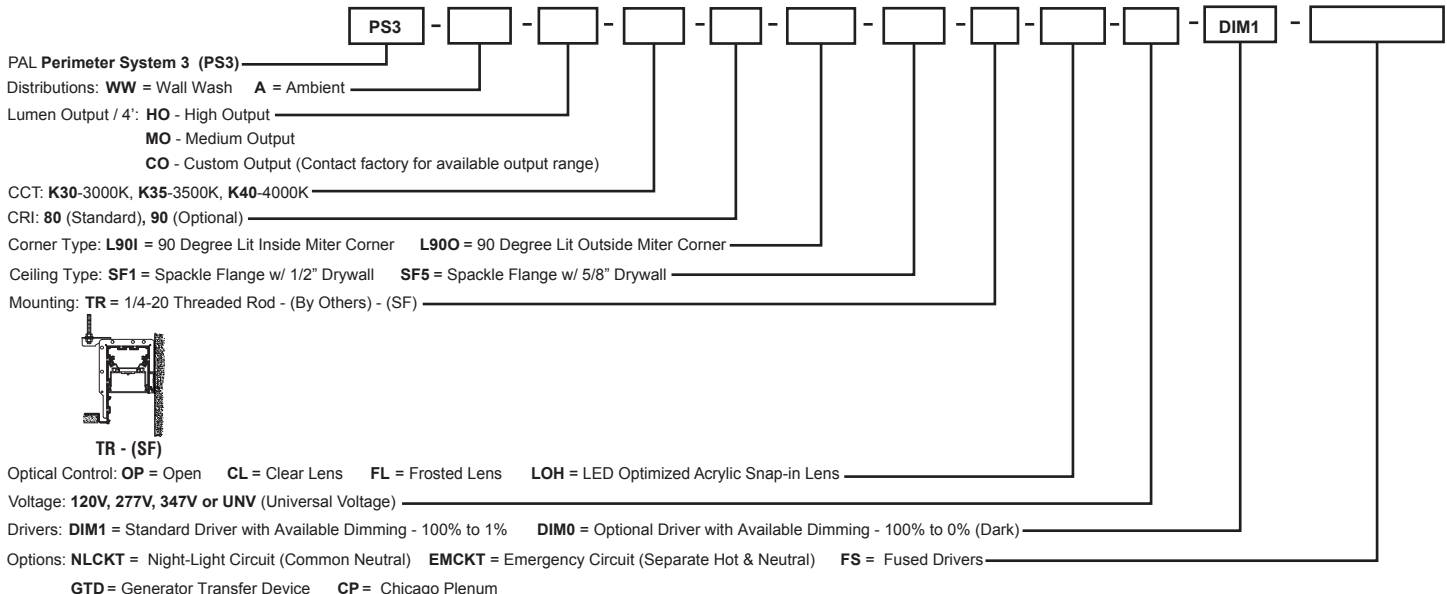 PS3 - - - - - - - - - - DIM1 -
PAL Perimeter System 3 (PS3)
Distributions: WW = Wall Wash A = Ambient
Lumen Output / 4': HO - High Output
MO - Medium Output
CO - Custom Output (Contact factory for available output range)
CCT: K30-3000K, K35-3500K, K40-4000K
CRI: 80 (Standard), 90 (Optional)
Corner Type: L90I = 90 Degree Lit Inside Miter Corner L90O = 90 Degree Lit Outside Miter Corner
Ceiling Type: SF1 = Spackle Flange w/ 1/2” Drywall SF5 = Spackle Flange w/ 5/8” Drywall
Mounting: TR = 1/4-20 Threaded Rod - (By Others) - (SF)
TR - (SF)
Optical Control: OP = Open CL = Clear Lens FL = Frosted Lens LOH = LED Optimized Acrylic Snap-in Lens
Voltage: 120V, 277V, 347V or UNV (Universal Voltage)
Drivers: DIM1 = Standard Driver with Available Dimming - 100% to 1% DIM0 = Optional Driver with Available Dimming - 100% to 0% (Dark)
Options: NLCKT = Night-Light Circuit (Common Neutral) EMCKT = Emergency Circuit (Separate Hot & Neutral) FS = Fused Drivers
GTD = Generator Transfer Device CP = Chicago Plenum